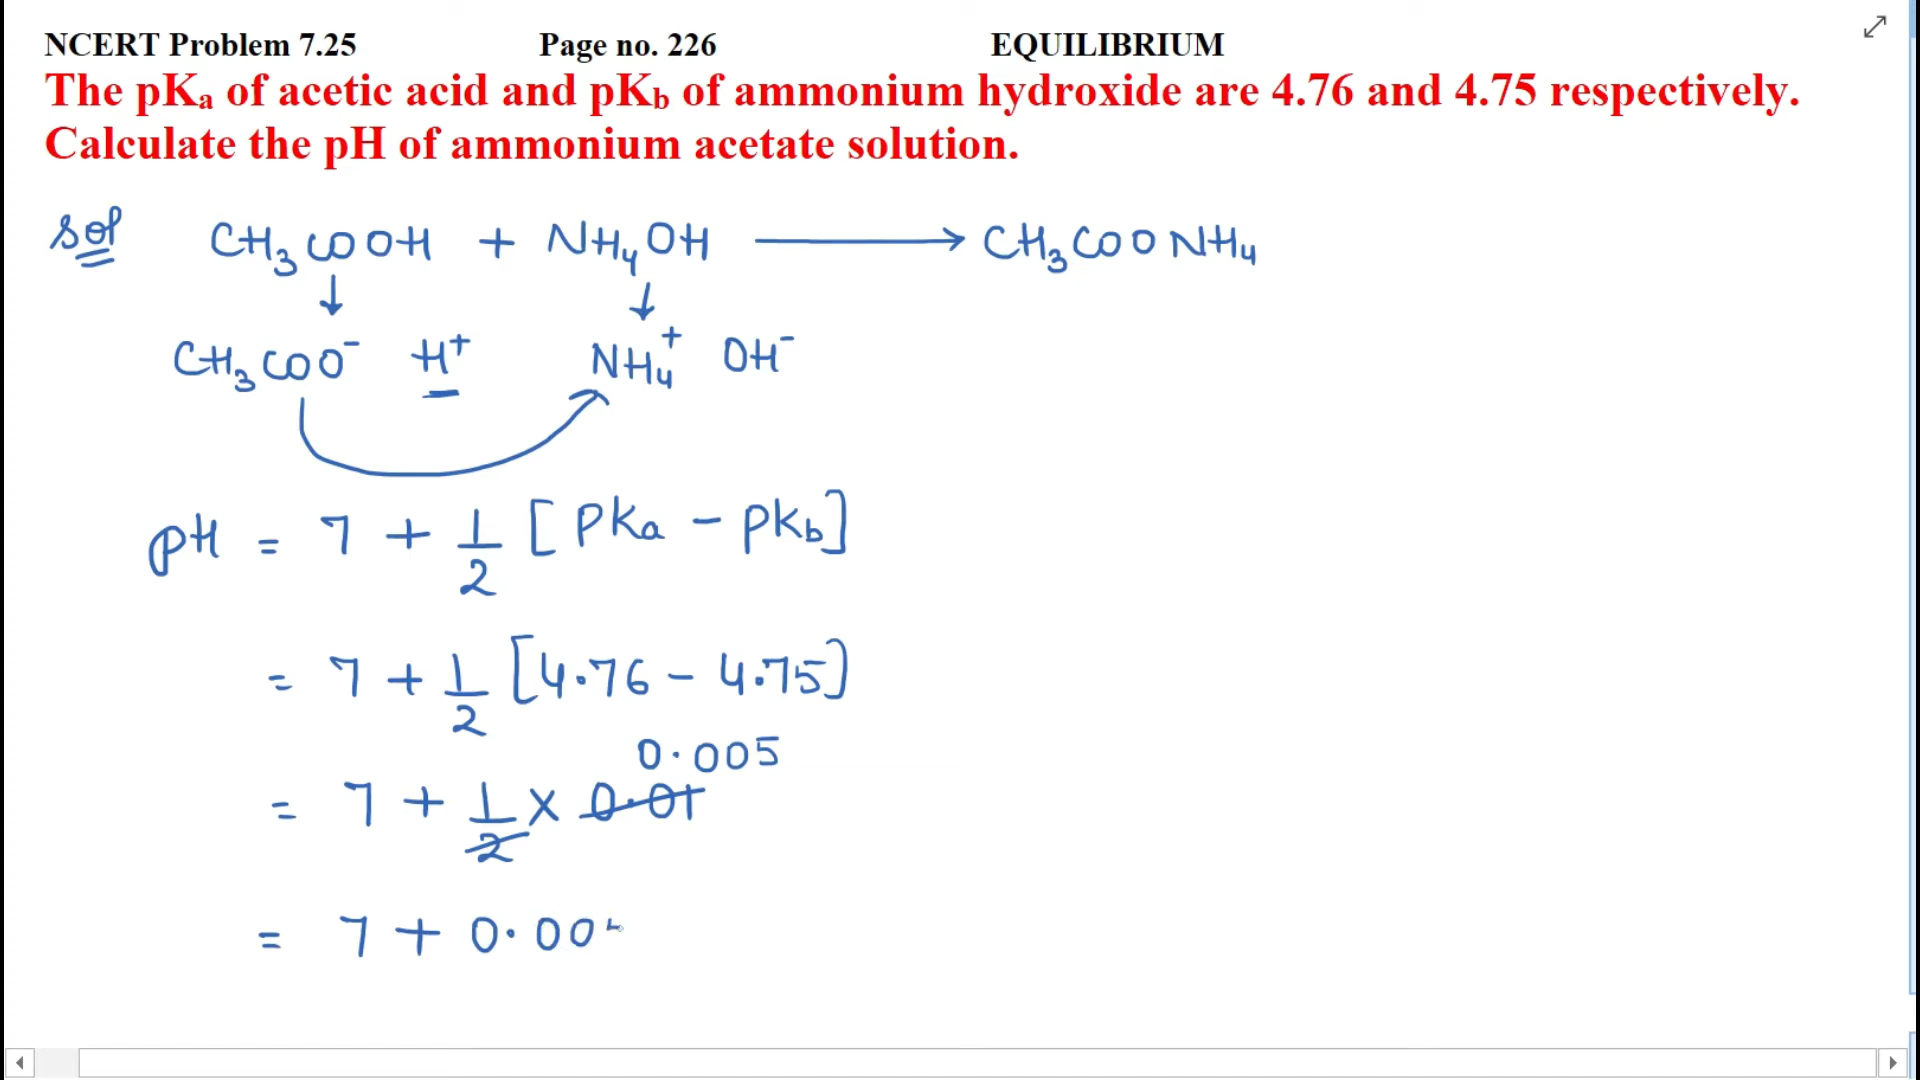 NCERT Problem 7.25 Page no. 226 EQUILIBRIUM
The pKₐ of acetic acid and pK_b of ammonium hydroxide are 4.76 and 4.75 respectively.
Calculate the pH of ammonium acetate solution.
Sol CH₃COOH + NH₄OH ⟶ CH₃COONH₄
↓ ↓
CH₃COO⁻ H⁺ NH₄⁺ OH⁻
pH = 7 + 1/2 [pKa - pKb]
= 7 + 1/2 [4.76 - 4.75]
0.005
= 7 + 1/2 × 0.01
= 7 + 0.00